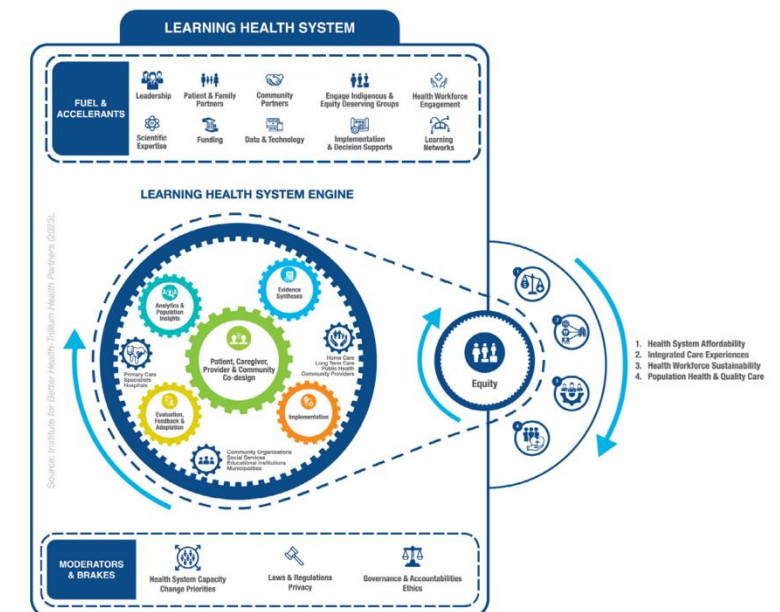 LEARNING HEALTH SYSTEM
FUEL &
ACCELERANTS
Leadership
Patient & Family
Partners
Community
Partners
Engage Indigenous &
Equity Deserving Groups
Health Workforce
Engagement
Scientific
Expertise
Funding
Data & Technology
Implementation
& Decision Supports
Learning
Networks
LEARNING HEALTH SYSTEM ENGINE
Source: Institute for Better Health-Trillium Health Partners (2023).
Analytics &
Population
Insights
Evidence
Syntheses
Patient, Caregiver,
Provider & Community
Co-design
Primary Care
Specialists
Hospitals
Home Care
Long Term Care
Public Health
Community Providers
Evaluation,
Feedback &
Adaptation
Implementation
Community Organizations
Social Services
Educational Institutions
Municipalities
Equity
1
2
3
4
1. Health System Affordability
2. Integrated Care Experiences
3. Health Workforce Sustainability
4. Population Health & Quality Care
MODERATORS
& BRAKES
Health System Capacity
Change Priorities
Laws & Regulations
Privacy
Governance & Accountabilities
Ethics